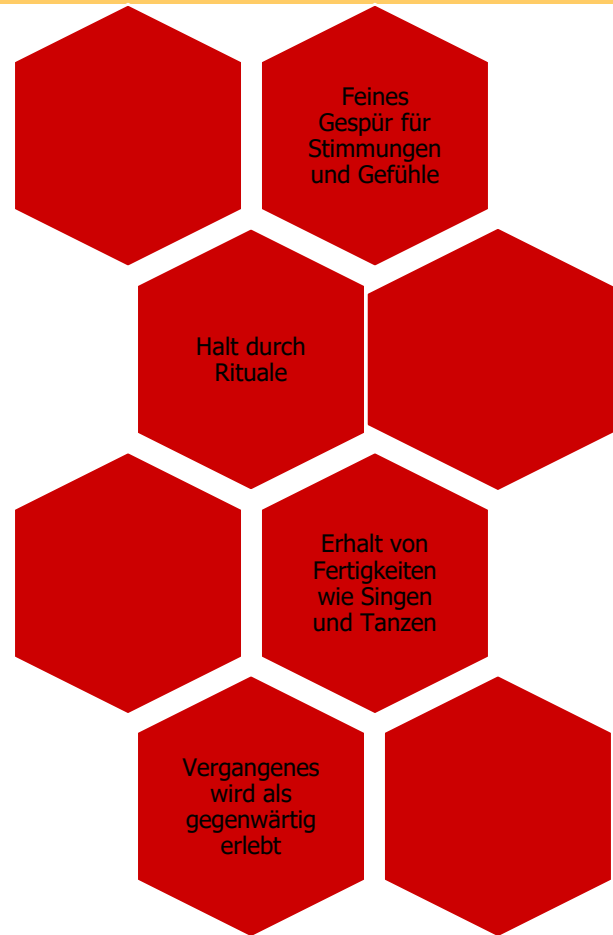 Feines
Gespür für
Stimmungen
und Gefühle
Halt durch
Rituale
Erhalt von
Fertigkeiten
wie Singen
und Tanzen
Vergangenes
wird als
gegenwärtig
erlebt